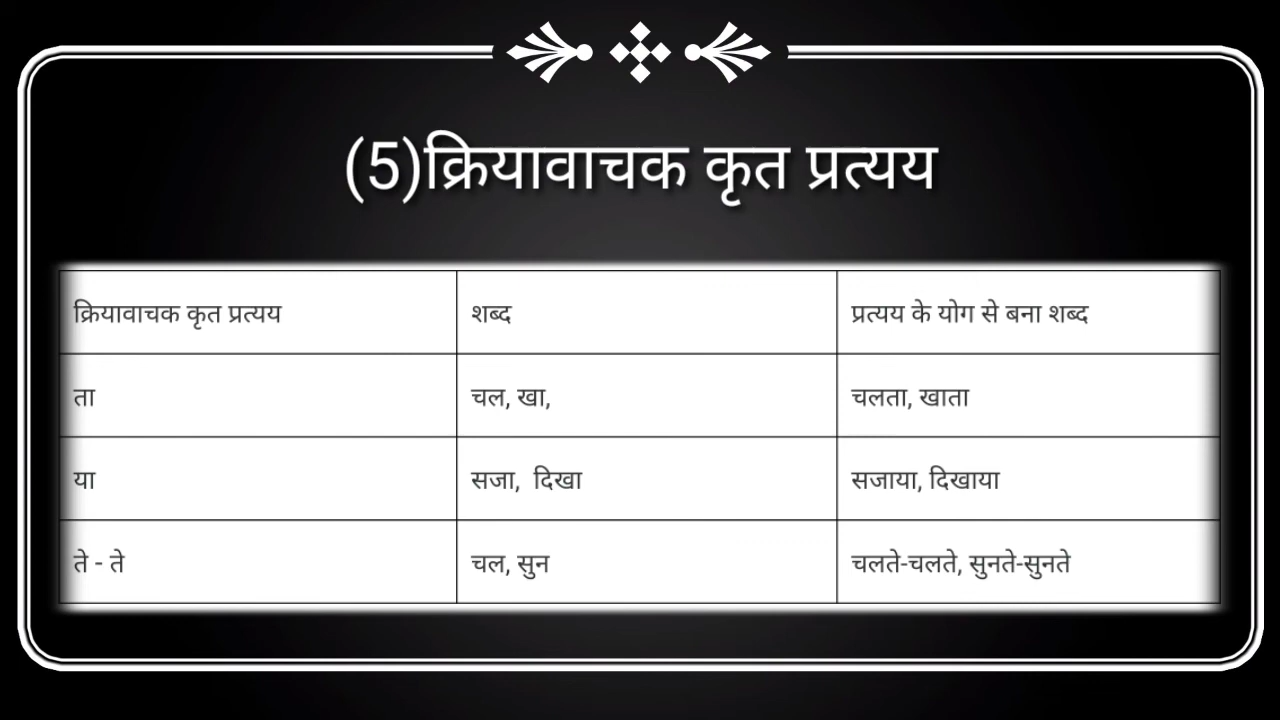 (5)क्रियावाचक कृत प्रत्यय
क्रियावाचक कृत प्रत्यय शब्द प्रत्यय के योग से बना शब्द
ता चल, खा, चलता, खाता
या सजा, दिखा सजाया, दिखाया
ते - ते चल, सुन चलते-चलते, सुनते-सुनते